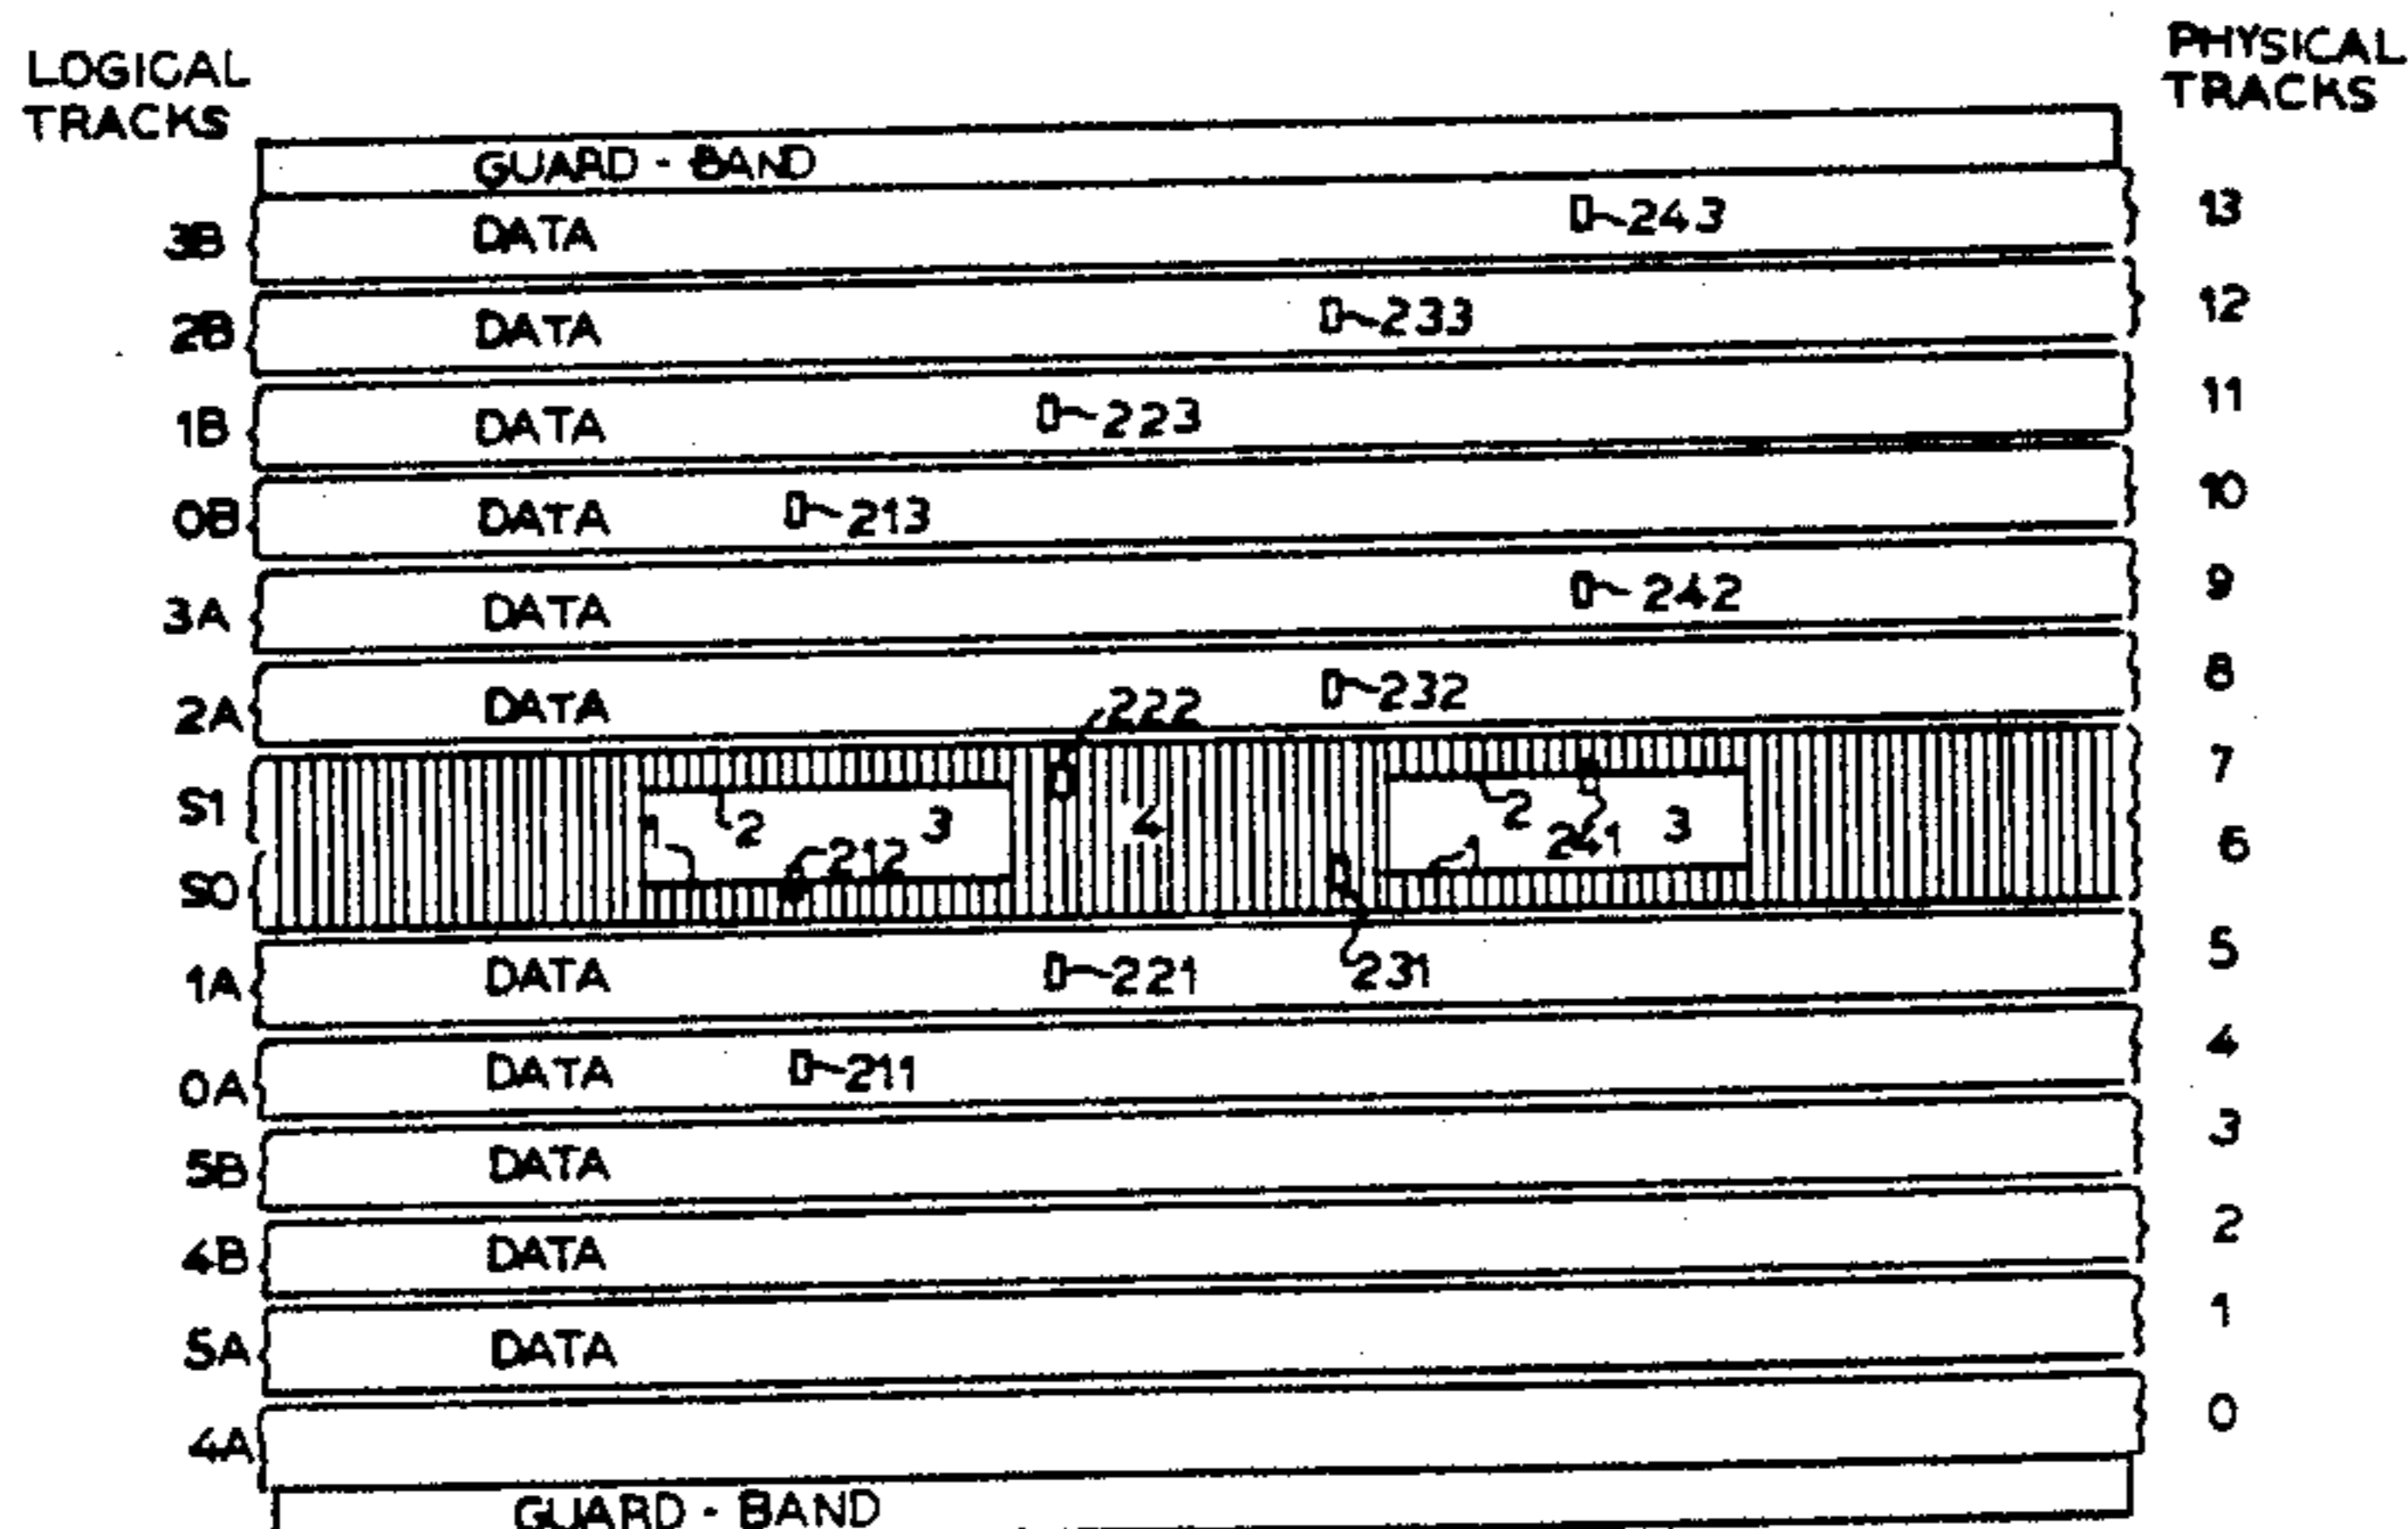 LOGICAL TRACKS
PHYSICAL TRACKS
GUARD - BAND
3B DATA 243 13
2B DATA 233 12
1B DATA 223 11
0B DATA 213 10
3A DATA 242 9
2A DATA 232 8
222
S1 2 3 4 2 241 3 7
S0 1 212 1 6
1A DATA 221 231 5
0A DATA 211 4
5B DATA 3
4B DATA 2
5A DATA 1
4A 0
GUARD - BAND